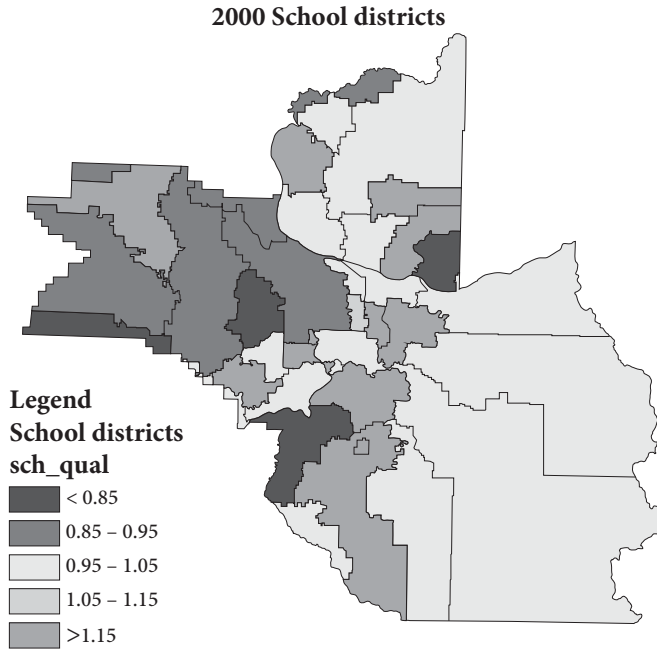 2000 School districts
Legend
School districts
sch_qual
< 0.85
0.85 – 0.95
0.95 – 1.05
1.05 – 1.15
>1.15